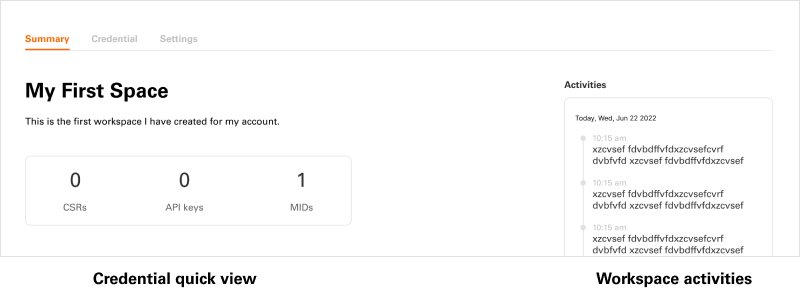 Summary Credential Settings
My First Space
This is the first workspace I have created for my account.
0 0 1
CSRs API keys MIDs
Activities
Today, Wed, Jun 22 2022
10:15 am
xzcvsef fdvbdffvfdxzcvsefcvrf
dvbfvfd xzcvsef fdvbdffvfdxzcvsef
10:15 am
xzcvsef fdvbdffvfdxzcvsefcvrf
dvbfvfd xzcvsef fdvbdffvfdxzcvsef
10:15 am
xzcvsef fdvbdffvfdxzcvsefcvrf
dvbfvfd xzcvsef fdvbdffvfdxzcvsef
Credential quick view
Workspace activities